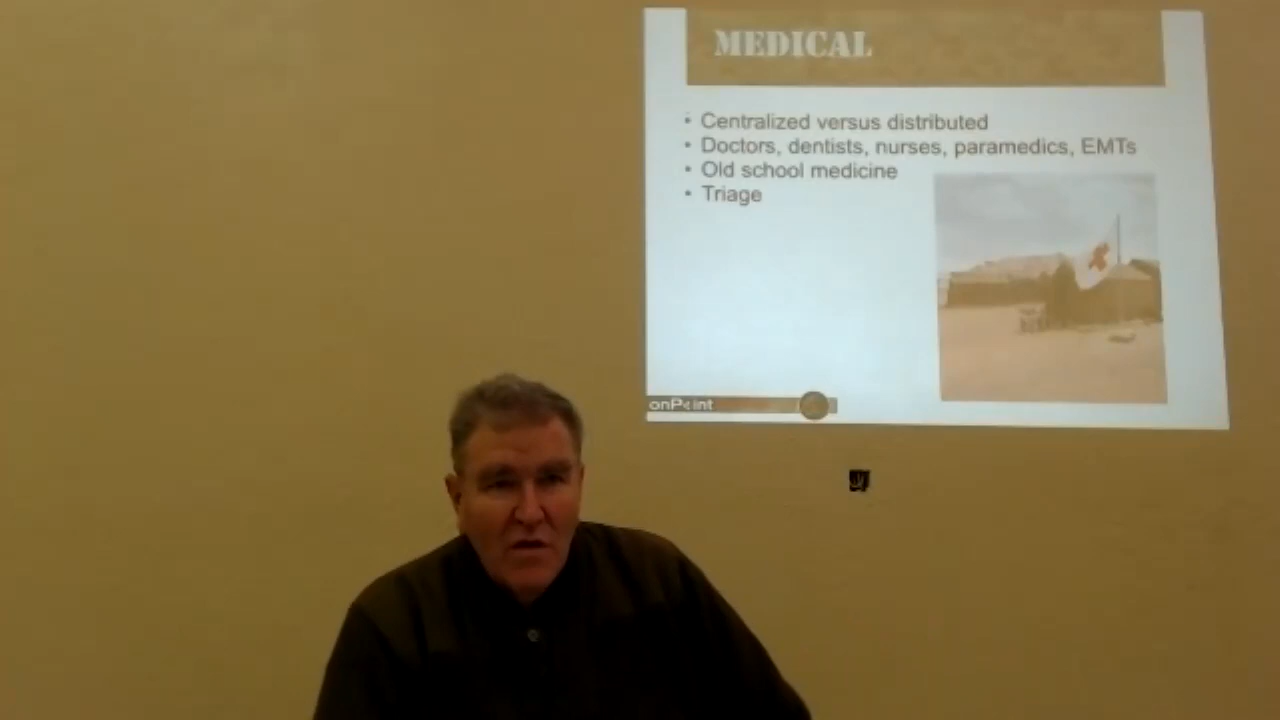 MEDICAL
• Centralized versus distributed
• Doctors, dentists, nurses, paramedics, EMTs
• Old school medicine
• Triage
onPoint